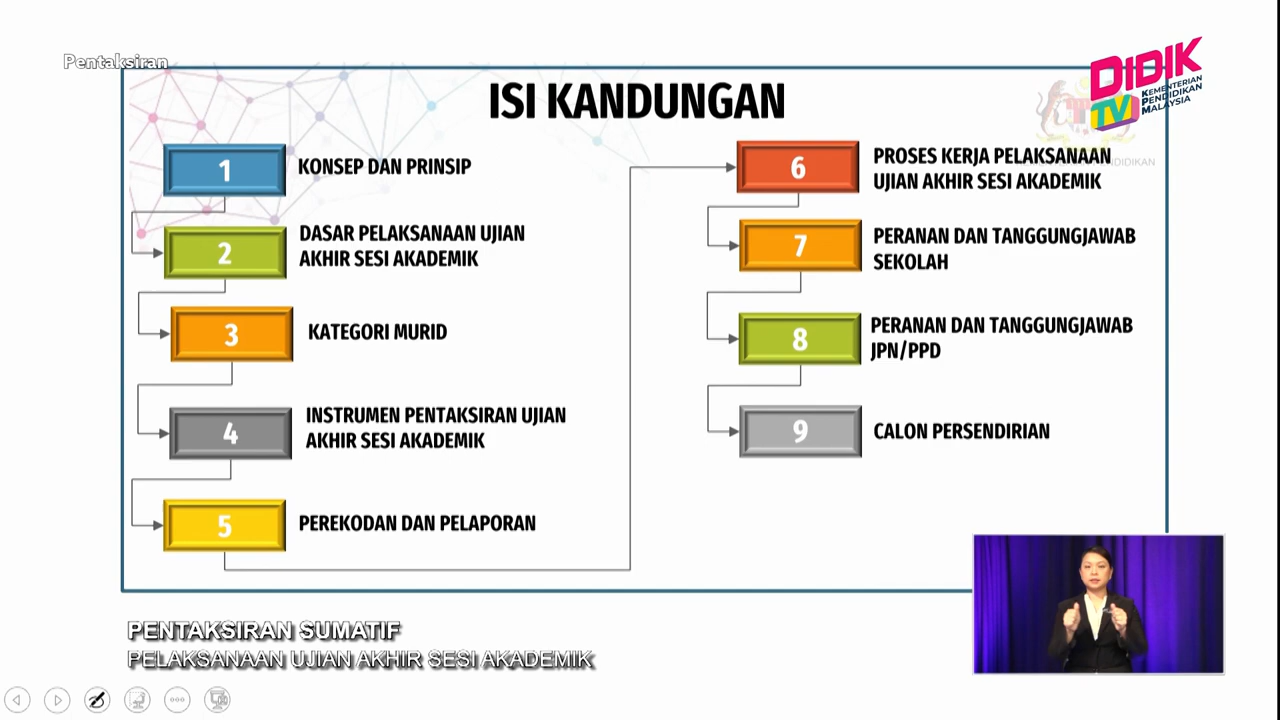 Pentaksiran
DIDIK
TV
KEMENTERIAN
PENDIDIKAN
MALAYSIA
ISI KANDUNGAN
1
KONSEP DAN PRINSIP
2
DASAR PELAKSANAAN UJIAN
AKHIR SESI AKADEMIK
3
KATEGORI MURID
4
INSTRUMEN PENTAKSIRAN UJIAN
AKHIR SESI AKADEMIK
5
PEREKODAN DAN PELAPORAN
6
PROSES KERJA PELAKSANAAN
UJIAN AKHIR SESI AKADEMIK
7
PERANAN DAN TANGGUNGJAWAB
SEKOLAH
8
PERANAN DAN TANGGUNGJAWAB
JPN/PPD
9
CALON PERSENDIRIAN
PENTAKSIRAN SUMATIF
PELAKSANAAN UJIAN AKHIR SESI AKADEMIK